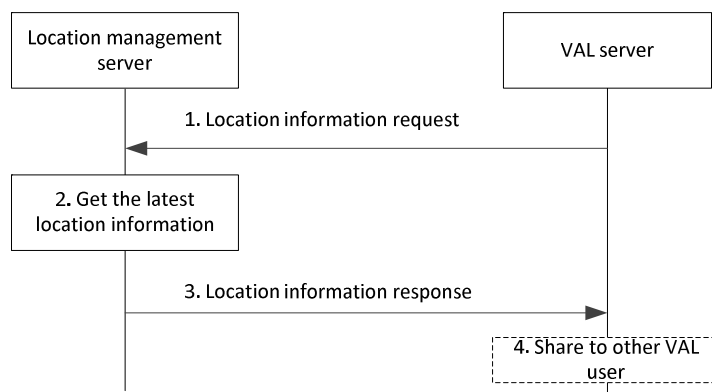 Location management
server
VAL server
1. Location information request
2. Get the latest
location information
3. Location information response
4. Share to other VAL
user